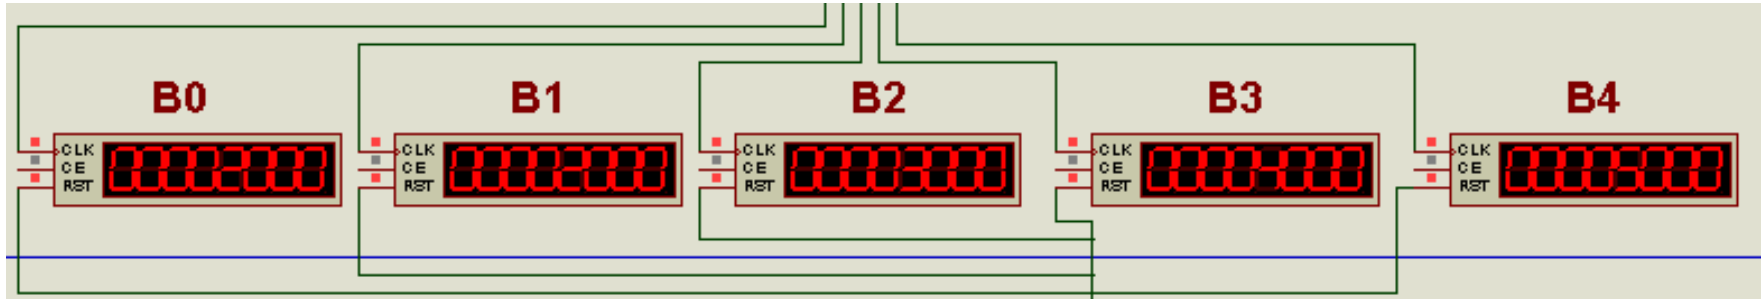 B0
CLK
CE
RST
00002000
B1
CLK
CE
RST
00002000
B2
CLK
CE
RST
00003000
B3
CLK
CE
RST
00004000
B4
CLK
CE
RST
00005000